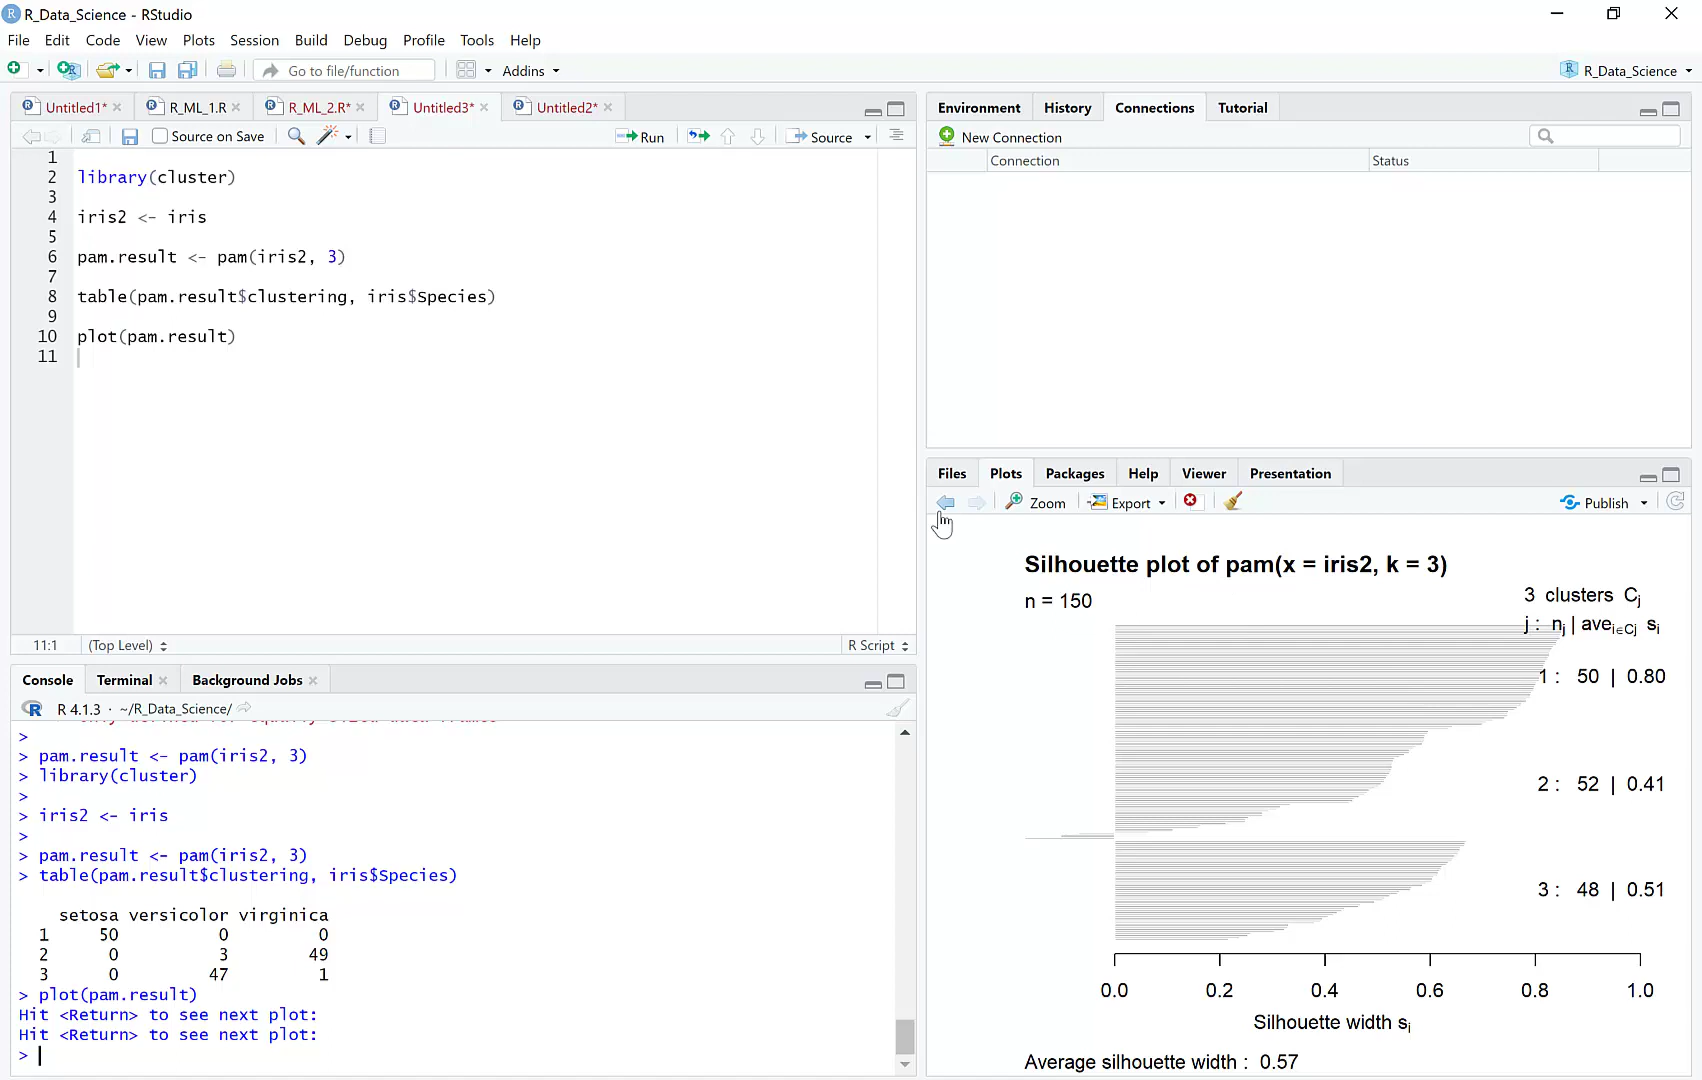 R_Data_Science - RStudio
File Edit Code View Plots Session Build Debug Profile Tools Help
Go to file/function Addins R_Data_Science
Untitled1* R_ML_1.R R_ML_2.R* Untitled3* Untitled2*
Source on Save Run Source
1
2 library(cluster)
3
4 iris2 <- iris
5
6 pam.result <- pam(iris2, 3)
7
8 table(pam.result$clustering, iris$Species)
9
10 plot(pam.result)
11
11:1 (Top Level) R Script
Console Terminal Background Jobs
R 4.1.3 · ~/R_Data_Science/
>
> pam.result <- pam(iris2, 3)
> library(cluster)
>
> iris2 <- iris
>
> pam.result <- pam(iris2, 3)
> table(pam.result$clustering, iris$Species)
setosa versicolor virginica
1 50 0 0
2 0 3 49
3 0 47 1
> plot(pam.result)
Hit <Return> to see next plot:
Hit <Return> to see next plot:
>
Environment History Connections Tutorial
New Connection
Connection Status
Files Plots Packages Help Viewer Presentation
Zoom Export Publish
Silhouette plot of pam(x = iris2, k = 3)
n = 150
3 clusters Cj
j : nj | avei∈Cj si
1 : 50 | 0.80
2 : 52 | 0.41
3 : 48 | 0.51
0.0 0.2 0.4 0.6 0.8 1.0
Silhouette width si
Average silhouette width : 0.57